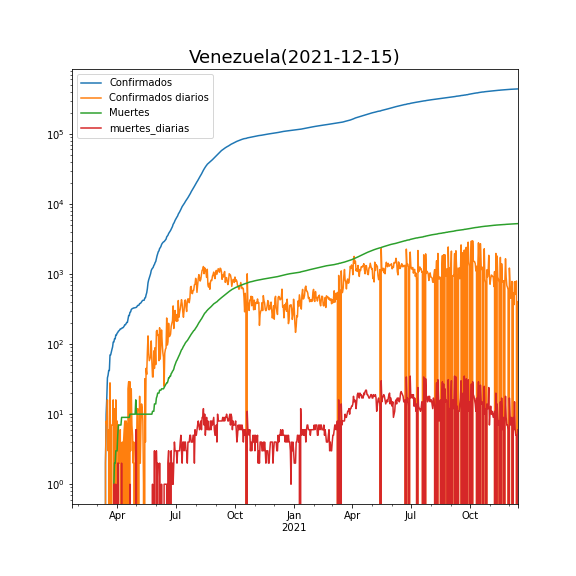 Venezuela(2021-12-15)
Confirmados
Confirmados diarios
Muertes
muertes_diarias
10⁵
10⁴
10³
10²
10¹
10⁰
Apr Jul Oct Jan Apr Jul Oct
2021